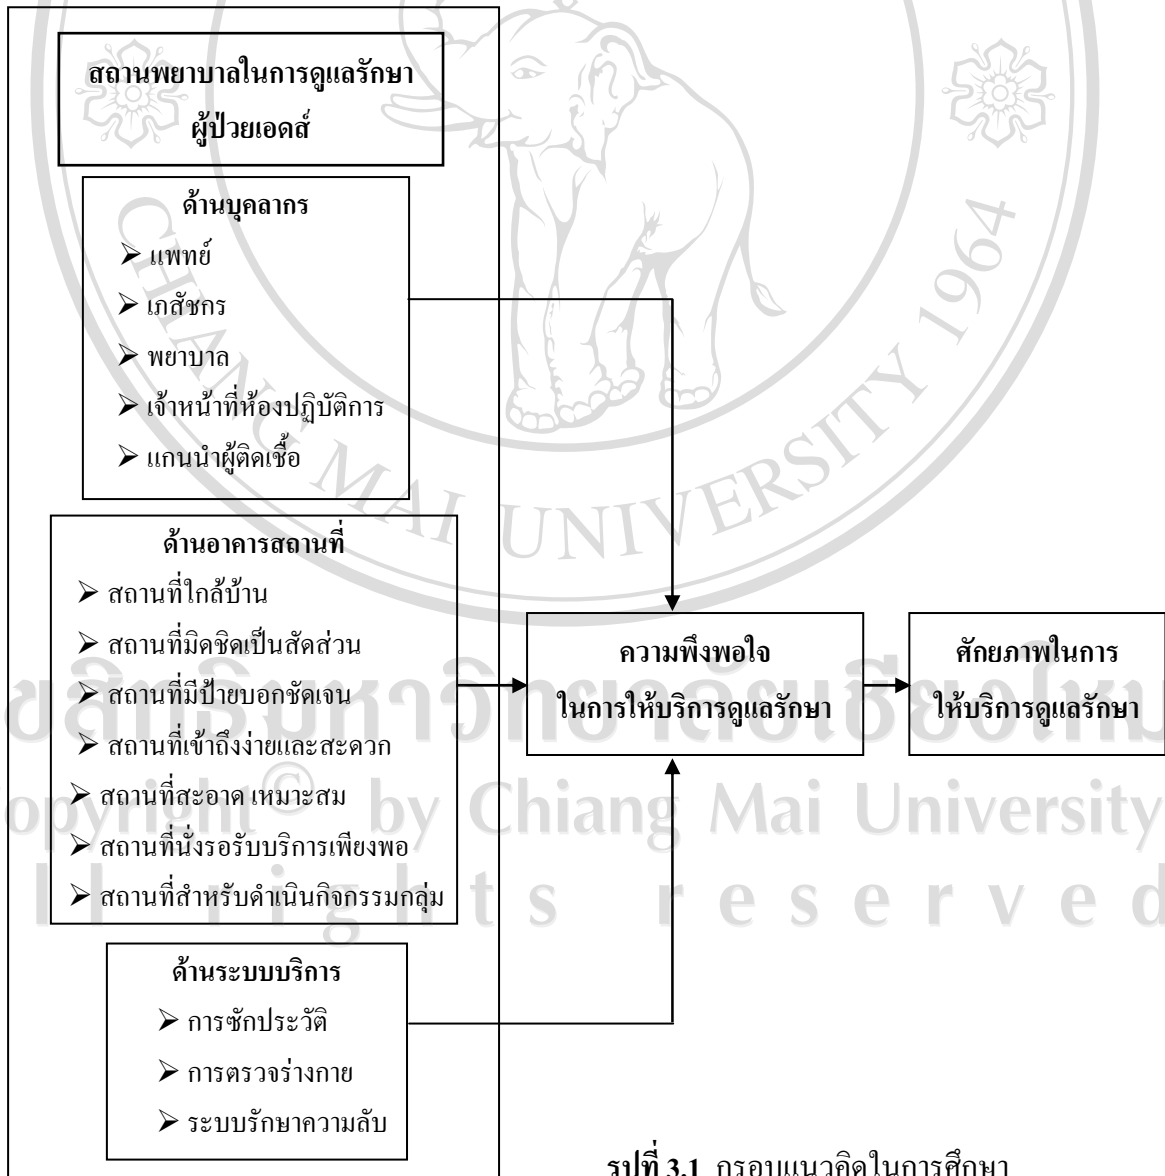 สถานพยาบาลในการดูแลรักษา
ผู้ป่วยเอดส์
ด้านบุคลากร
➢ แพทย์
➢ เภสัชกร
➢ พยาบาล
➢ เจ้าหน้าที่ห้องปฏิบัติการ
➢ แกนนำผู้ติดเชื้อ
ด้านอาคารสถานที่
➢ สถานที่ใกล้บ้าน
➢ สถานที่มิดชิดเป็นสัดส่วน
➢ สถานที่มีป้ายบอกชัดเจน
➢ สถานที่เข้าถึงง่ายและสะดวก
➢ สถานที่สะอาด เหมาะสม
➢ สถานที่นั่งรอรับบริการเพียงพอ
➢ สถานที่สำหรับดำเนินกิจกรรมกลุ่ม
ด้านระบบบริการ
➢ การซักประวัติ
➢ การตรวจร่างกาย
➢ ระบบรักษาความลับ
ความพึงพอใจ
ในการให้บริการดูแลรักษา
ศักยภาพในการ
ให้บริการดูแลรักษา
รูปที่ 3.1 กรอบแนวคิดในการศึกษา
CHIANG MAI UNIVERSITY 1964
opyright © by Chiang Mai University
ll rights reserved